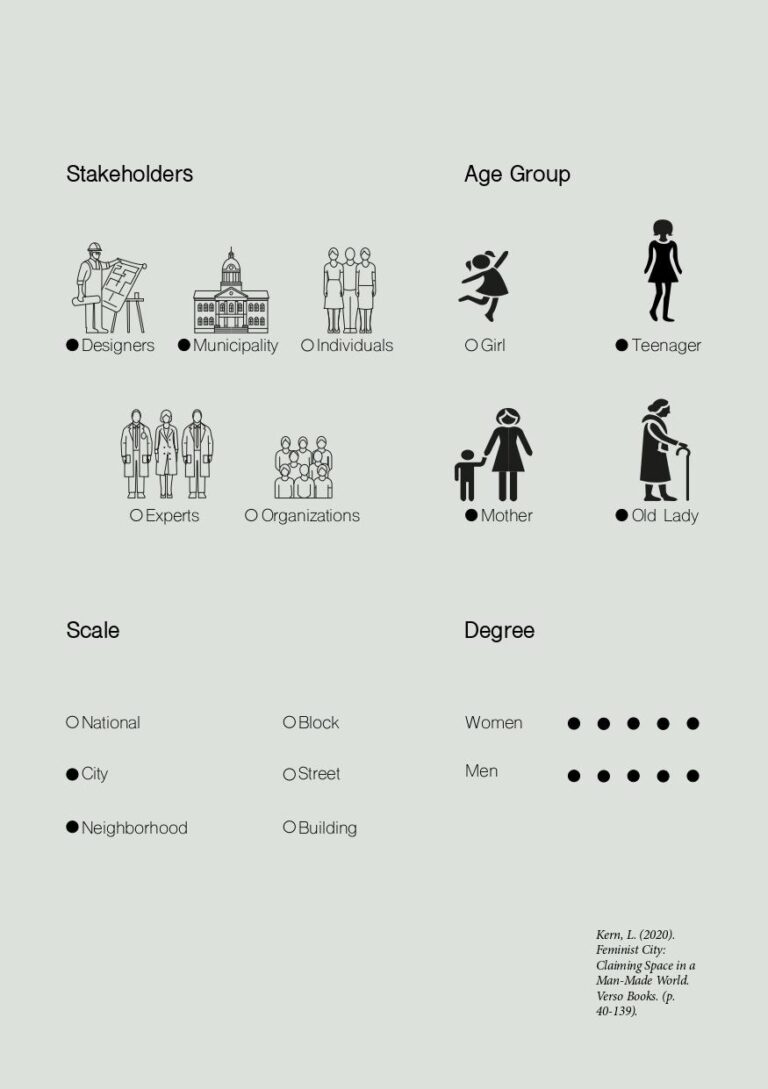 Stakeholders
Age Group
Designers
Municipality
Individuals
Girl
Teenager
Experts
Organizations
Mother
Old Lady
Scale
Degree
National
Block
Women
City
Street
Men
Neighborhood
Building
Kern, L. (2020).
Feminist City:
Claiming Space in a
Man-Made World.
Verso Books. (p.
40-139).